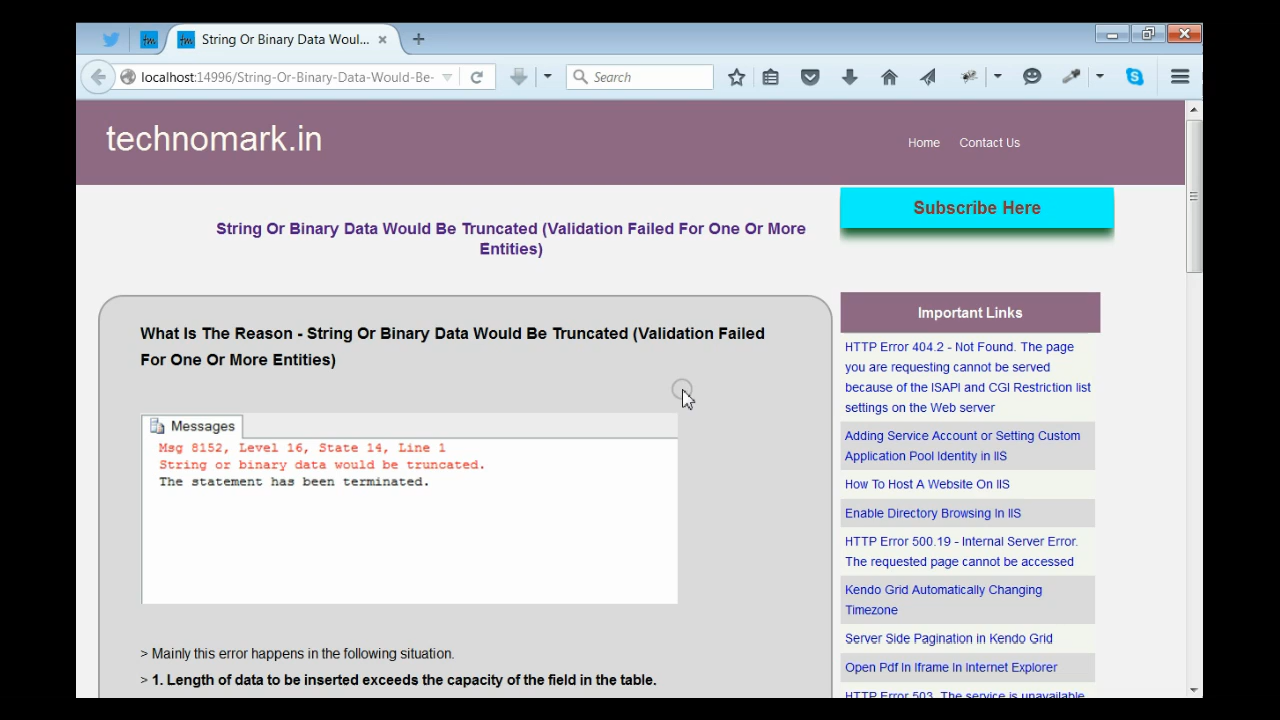 String Or Binary Data Woul...
localhost:14996/String-Or-Binary-Data-Would-Be-
Search
technomark.in
Home
Contact Us
Subscribe Here
String Or Binary Data Would Be Truncated (Validation Failed For One Or More
Entities)
What Is The Reason - String Or Binary Data Would Be Truncated (Validation Failed
For One Or More Entities)
Messages
Msg 8152, Level 16, State 14, Line 1
String or binary data would be truncated.
The statement has been terminated.
> Mainly this error happens in the following situation.
> 1. Length of data to be inserted exceeds the capacity of the field in the table.
Important Links
HTTP Error 404.2 - Not Found. The page
you are requesting cannot be served
because of the ISAPI and CGI Restriction list
settings on the Web server
Adding Service Account or Setting Custom
Application Pool Identity in IIS
How To Host A Website On IIS
Enable Directory Browsing In IIS
HTTP Error 500.19 - Internal Server Error.
The requested page cannot be accessed
Kendo Grid Automatically Changing
Timezone
Server Side Pagination in Kendo Grid
Open Pdf In Iframe In Internet Explorer
HTTP Error 503. The service is unavailable